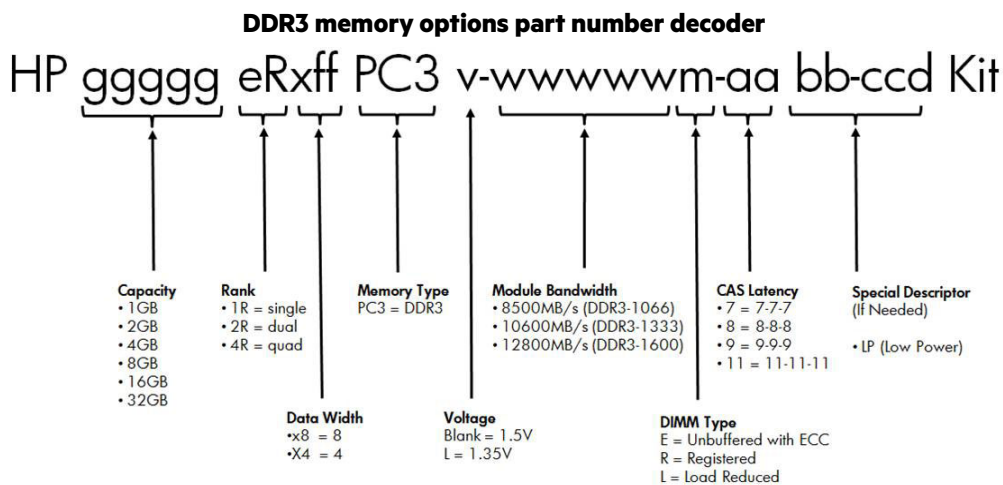 DDR3 memory options part number decoder
HP ggggg eRxff PC3 v-wwwwwm-aa bb-ccd Kit
Capacity
• 1GB
• 2GB
• 4GB
• 8GB
• 16GB
• 32GB
Rank
• 1R = single
• 2R = dual
• 4R = quad
Memory Type
PC3 = DDR3
Module Bandwidth
• 8500MB/s (DDR3-1066)
• 10600MB/s (DDR3-1333)
• 12800MB/s (DDR3-1600)
CAS Latency
• 7 = 7-7-7
• 8 = 8-8-8
• 9 = 9-9-9
• 11 = 11-11-11
Special Descriptor
(If Needed)
• LP (Low Power)
Data Width
•x8 = 8
•X4 = 4
Voltage
Blank = 1.5V
L = 1.35V
DIMM Type
E = Unbuffered with ECC
R = Registered
L = Load Reduced